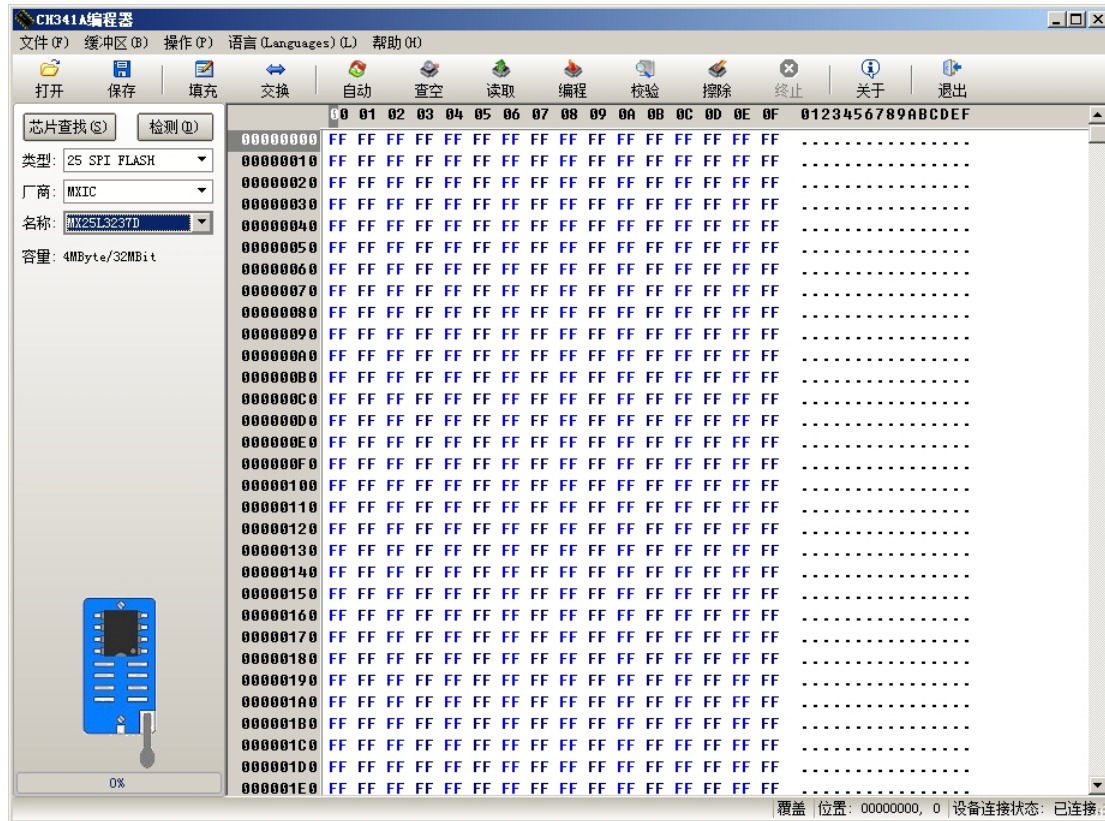 CH341A编程器
文件(F) 缓冲区(B) 操作(P) 语言(Languages)(L) 帮助(H)
打开 保存 填充 交换 自动 查空 读取 编程 校验 擦除 终止 关于 退出
芯片查找(S) 检测(D)
类型: 25 SPI FLASH
厂商: MXIC
名称: MX25L3237D
容量: 4MByte/32MBit
0%
00 01 02 03 04 05 06 07 08 09 0A 0B 0C 0D 0E 0F 0123456789ABCDEF
00000000 FF FF FF FF FF FF FF FF FF FF FF FF FF FF FF FF ................
00000010 FF FF FF FF FF FF FF FF FF FF FF FF FF FF FF FF ................
00000020 FF FF FF FF FF FF FF FF FF FF FF FF FF FF FF FF ................
00000030 FF FF FF FF FF FF FF FF FF FF FF FF FF FF FF FF ................
00000040 FF FF FF FF FF FF FF FF FF FF FF FF FF FF FF FF ................
00000050 FF FF FF FF FF FF FF FF FF FF FF FF FF FF FF FF ................
00000060 FF FF FF FF FF FF FF FF FF FF FF FF FF FF FF FF ................
00000070 FF FF FF FF FF FF FF FF FF FF FF FF FF FF FF FF ................
00000080 FF FF FF FF FF FF FF FF FF FF FF FF FF FF FF FF ................
00000090 FF FF FF FF FF FF FF FF FF FF FF FF FF FF FF FF ................
000000A0 FF FF FF FF FF FF FF FF FF FF FF FF FF FF FF FF ................
000000B0 FF FF FF FF FF FF FF FF FF FF FF FF FF FF FF FF ................
000000C0 FF FF FF FF FF FF FF FF FF FF FF FF FF FF FF FF ................
000000D0 FF FF FF FF FF FF FF FF FF FF FF FF FF FF FF FF ................
000000E0 FF FF FF FF FF FF FF FF FF FF FF FF FF FF FF FF ................
000000F0 FF FF FF FF FF FF FF FF FF FF FF FF FF FF FF FF ................
00000100 FF FF FF FF FF FF FF FF FF FF FF FF FF FF FF FF ................
00000110 FF FF FF FF FF FF FF FF FF FF FF FF FF FF FF FF ................
00000120 FF FF FF FF FF FF FF FF FF FF FF FF FF FF FF FF ................
00000130 FF FF FF FF FF FF FF FF FF FF FF FF FF FF FF FF ................
00000140 FF FF FF FF FF FF FF FF FF FF FF FF FF FF FF FF ................
00000150 FF FF FF FF FF FF FF FF FF FF FF FF FF FF FF FF ................
00000160 FF FF FF FF FF FF FF FF FF FF FF FF FF FF FF FF ................
00000170 FF FF FF FF FF FF FF FF FF FF FF FF FF FF FF FF ................
00000180 FF FF FF FF FF FF FF FF FF FF FF FF FF FF FF FF ................
00000190 FF FF FF FF FF FF FF FF FF FF FF FF FF FF FF FF ................
000001A0 FF FF FF FF FF FF FF FF FF FF FF FF FF FF FF FF ................
000001B0 FF FF FF FF FF FF FF FF FF FF FF FF FF FF FF FF ................
000001C0 FF FF FF FF FF FF FF FF FF FF FF FF FF FF FF FF ................
000001D0 FF FF FF FF FF FF FF FF FF FF FF FF FF FF FF FF ................
000001E0 FF FF FF FF FF FF FF FF FF FF FF FF FF FF FF FF ................
覆盖 位置: 00000000, 0 设备连接状态: 已连接